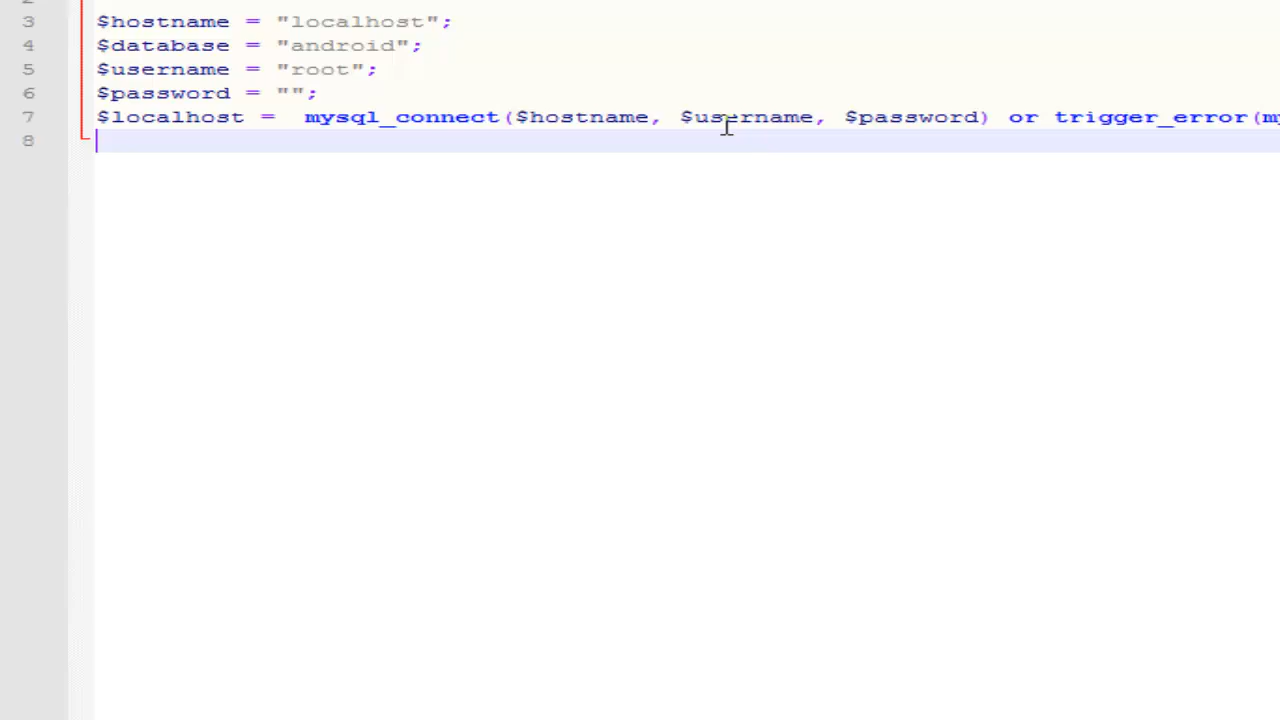 3 $hostname = "localhost";
4 $database = "android";
5 $username = "root";
6 $password = "";
7 $localhost =  mysql_connect($hostname, $username, $password) or trigger_error(my
8